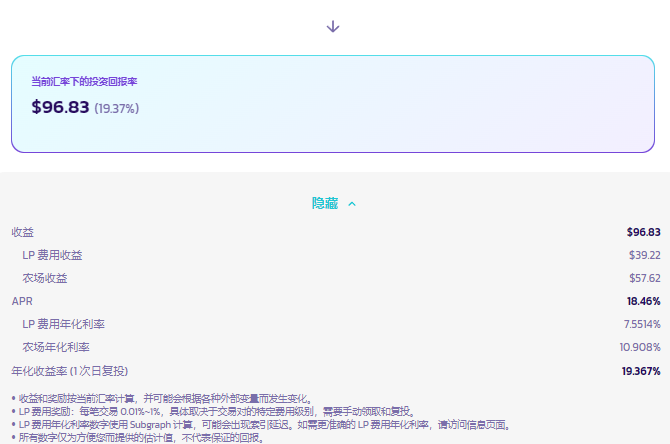 当前汇率下的投资回报率
$96.83 (19.37%)
隐藏
收益 $96.83
LP 费用收益 $39.22
农场收益 $57.62
APR 18.46%
LP 费用年化利率 7.5514%
农场年化利率 10.908%
年化收益率 (1 次日复投) 19.367%
• 收益和奖励按当前汇率计算，并可能会根据各种外部变量而发生变化。
• LP 费用奖励：每笔交易 0.01%~1%，具体取决于交易对的特定费用级别，需要手动领取和复投。
• LP 费用年化利率数字使用 Subgraph 计算，可能会出现索引延迟。如需更准确的 LP 费用年化利率，请访问信息页面。
• 所有数字仅为方便您而提供的估计值，不代表保证的回报。